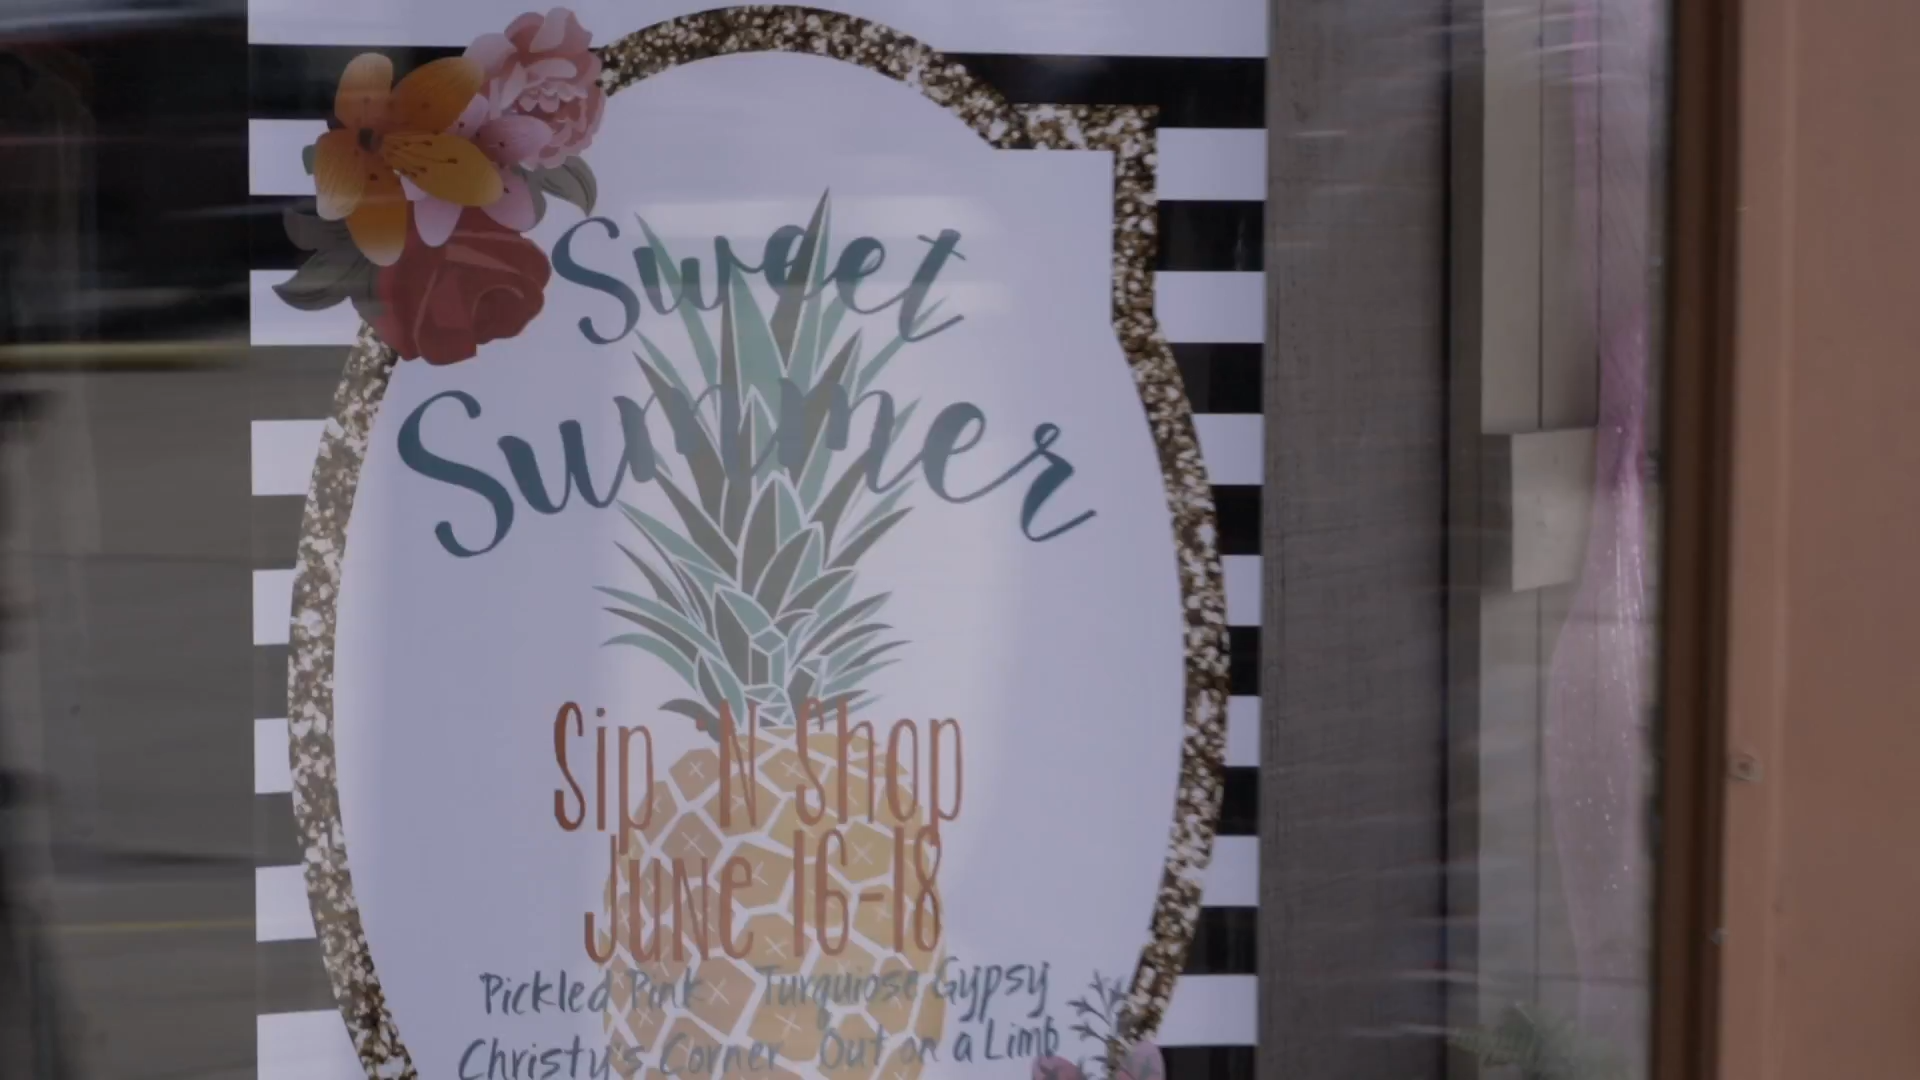 Sweet
Summer
Sip 'N Shop
June 16-18
Pickled Pink Turquiose Gypsy
Christy's Corner Out on a Limb